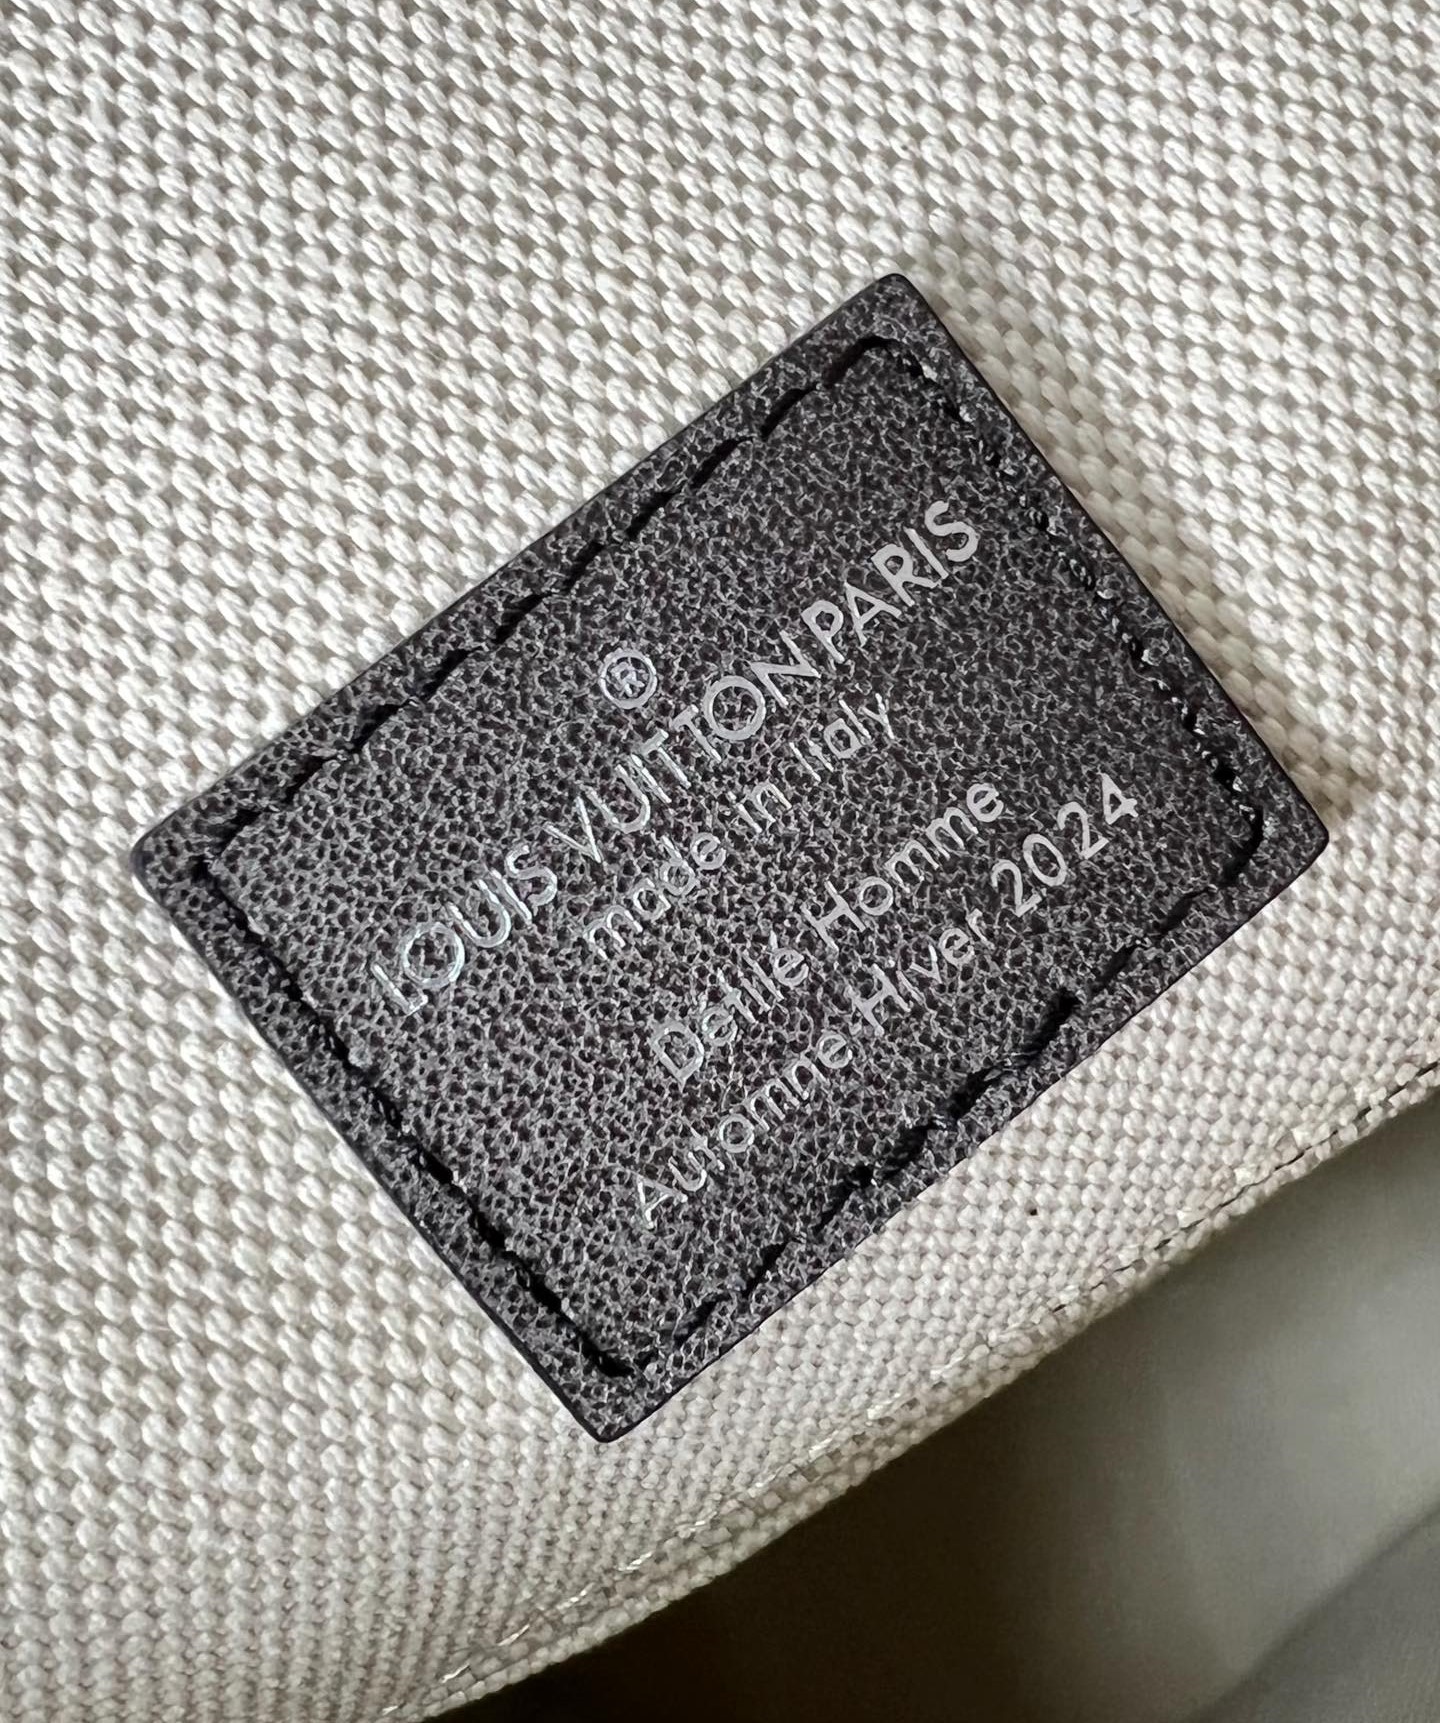 ®
LOUIS VUITTON PARIS
made in Italy
Défilé Homme
Automne Hiver 2024